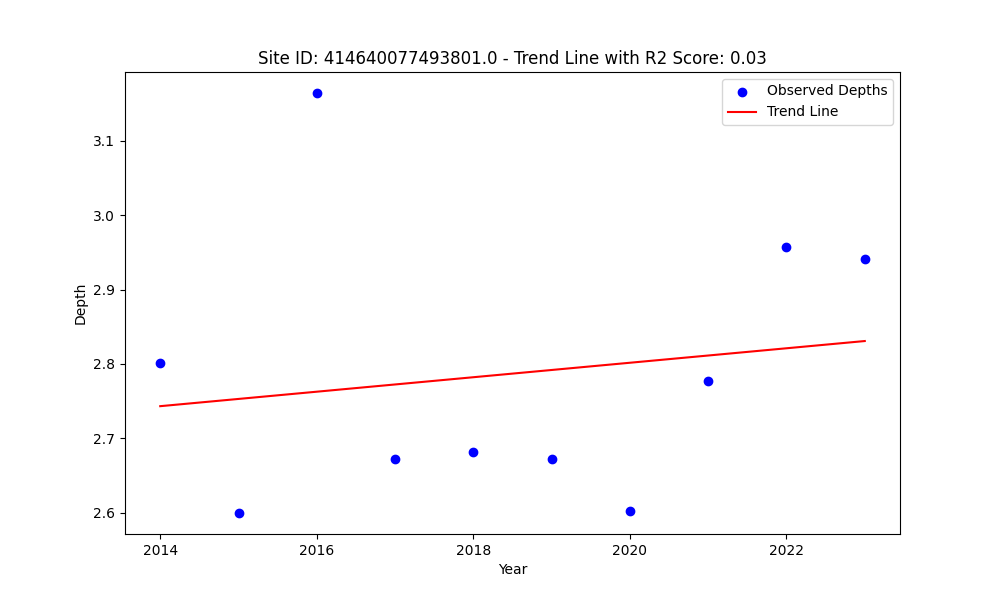 Site ID: 414640077493801.0 - Trend Line with R2 Score: 0.03
Observed Depths
Trend Line
3.1
3.0
2.9
2.8
2.7
2.6
Depth
2014
2016
2018
2020
2022
Year